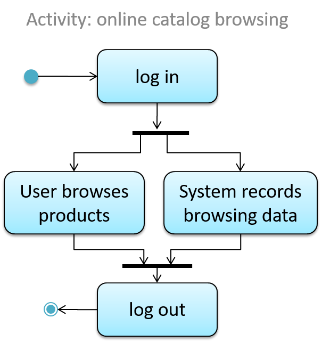 Activity: online catalog browsing
log in
User browses
products
System records
browsing data
log out